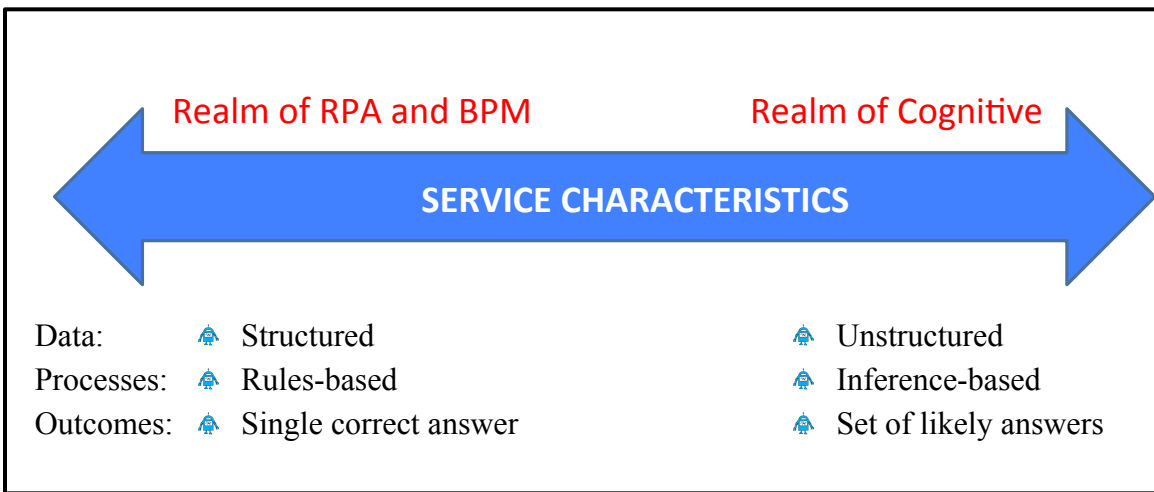 Realm of RPA and BPM Realm of Cognitive
SERVICE CHARACTERISTICS
Data: Structured Unstructured
Processes: Rules-based Inference-based
Outcomes: Single correct answer Set of likely answers